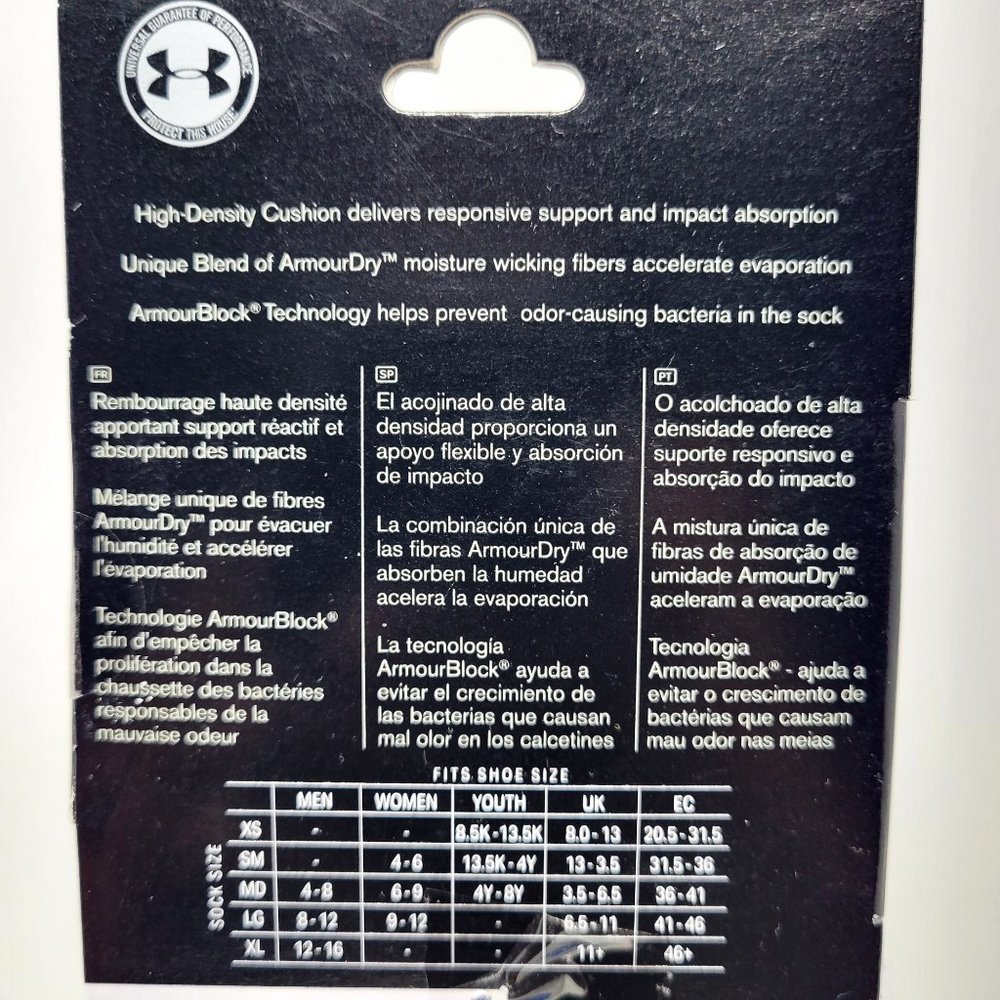 UNIVERSAL GUARANTEE OF PERFORMANCE
PROTECT THIS HOUSE
High-Density Cushion delivers responsive support and impact absorption
Unique Blend of ArmourDry™ moisture wicking fibers accelerate evaporation
ArmourBlock® Technology helps prevent odor-causing bacteria in the sock
FR
Rembourrage haute densité
apportant support réactif et
absorption des impacts
Mélange unique de fibres
ArmourDry™ pour évacuer
l'humidité et accélérer
l'évaporation
Technologie ArmourBlock®
afin d'empêcher la
prolifération dans la
chaussette des bactéries
responsables de la
mauvaise odeur
SP
El acojinado de alta
densidad proporciona un
apoyo flexible y absorción
de impacto
La combinación única de
las fibras ArmourDry™ que
absorben la humedad
acelera la evaporación
La tecnología
ArmourBlock® ayuda a
evitar el crecimiento de
las bacterias que causan
mal olor en los calcetines
PT
O acolchoado de alta
densidade oferece
suporte responsivo e
absorção do impacto
A mistura única de
fibras de absorção de
umidade ArmourDry™
aceleram a evaporação
Tecnologia
ArmourBlock® - ajuda a
evitar o crescimento de
bactérias que causam
mau odor nas meias
FITS SHOE SIZE
MEN WOMEN YOUTH UK EC
SOCK SIZE
XS - - 8.5K-13.5K 8.0-13 20.5-31.5
SM - 4-6 13.5K-4Y 13-3.5 31.5-36
MD 4-8 6-9 4Y-8Y 3.5-6.5 36-41
LG 8-12 9-12 - 6.5-11 41-46
XL 12-16 - - 11+ 46+